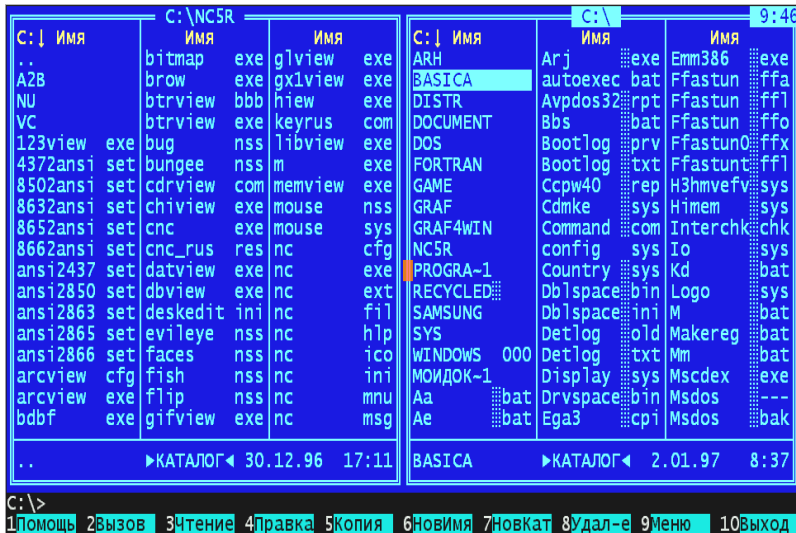 C:\NC5R C:\ 9:46
C:↓ Имя Имя Имя C:↓ Имя Имя Имя
.. bitmap exe glview exe ARH Arj exe Emm386 exe
A2B brow exe gx1view exe BASICA autoexec bat Ffastun ffa
NU btrview bbb hiew exe DISTR Avpdos32 rpt Ffastun ffl
VC btrview exe keyrus com DOCUMENT Bbs bat Ffastun ffo
123view exe bug nss libview exe DOS Bootlog prv Ffastun0 ffx
4372ansi set bungee nss m exe FORTRAN Bootlog txt Ffastunt ffl
8502ansi set cdrview com memview exe GAME Ccpw40 rep H3hmvefv sys
8632ansi set chiview exe mouse nss GRAF Cdmke sys Himem sys
8652ansi set cnc exe mouse sys GRAF4WIN Command com Interchk chk
8662ansi set cnc_rus res nc cfg NC5R config sys Io sys
ansi2437 set datview exe nc exe PROGRA~1 Country sys Kd bat
ansi2850 set dbview exe nc ext RECYCLED Dblspace bin Logo sys
ansi2863 set deskedit ini nc fil SAMSUNG Dblspace ini M bat
ansi2865 set evileye nss nc hlp SYS Detlog old Makereg bat
ansi2866 set faces nss nc ico WINDOWS 000 Detlog txt Mm bat
arcview cfg fish nss nc ini МОИДОК~1 Display sys Mscdex exe
arcview exe flip nss nc mnu Aa bat Drvspace bin Msdos ---
bdbf exe gifview exe nc msg Ae bat Ega3 cpi Msdos bak
.. ►КАТАЛОГ◄ 30.12.96 17:11 BASICA ►КАТАЛОГ◄ 2.01.97 8:37
C:\>
1Помощь 2Вызов 3Чтение 4Правка 5Копия 6НовИмя 7НовКат 8Удал-е 9Меню 10Выход